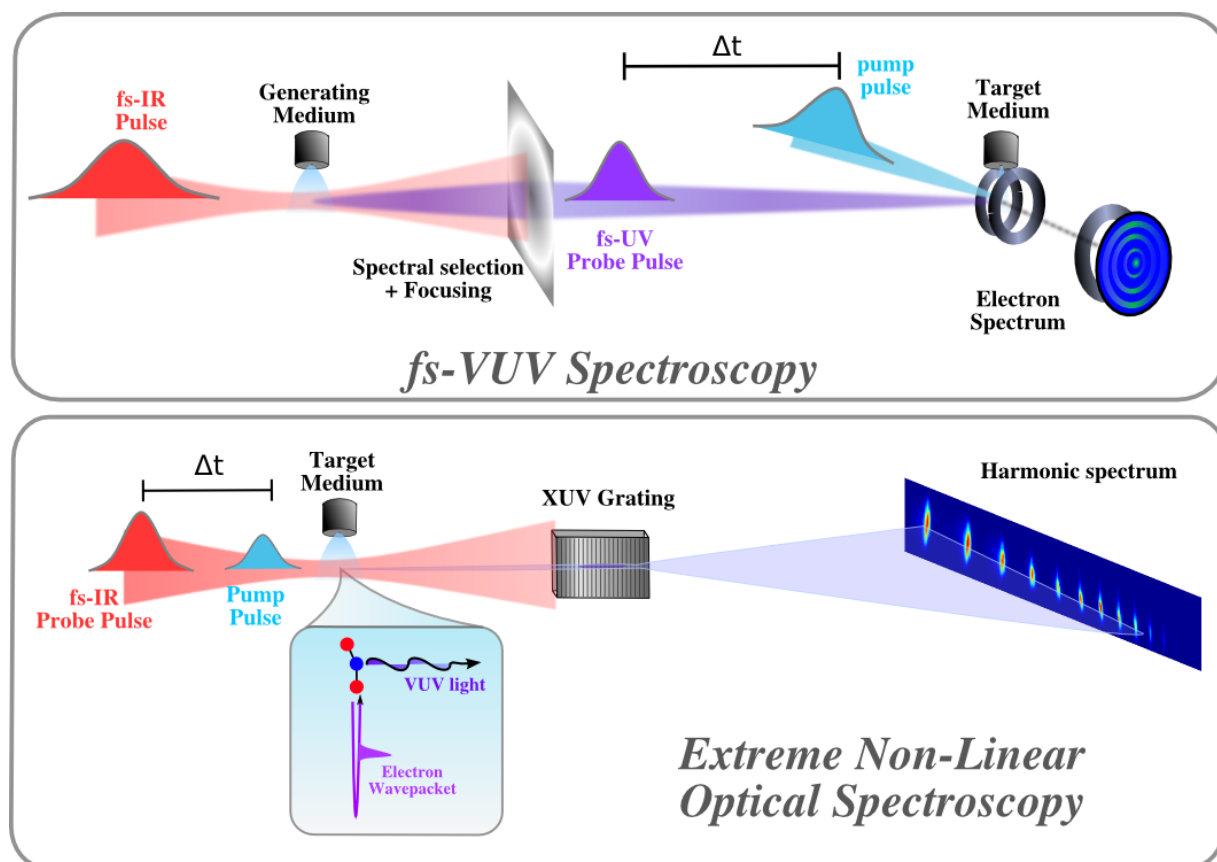 Δt
fs-IR
Pulse
Generating
Medium
pump
pulse
Target
Medium
fs-UV
Probe Pulse
Spectral selection
+ Focusing
Electron
Spectrum
fs-VUV Spectroscopy
Δt
Target
Medium
XUV Grating
Harmonic spectrum
fs-IR
Probe Pulse
Pump
Pulse
VUV light
Electron
Wavepacket
Extreme Non-Linear
Optical Spectroscopy